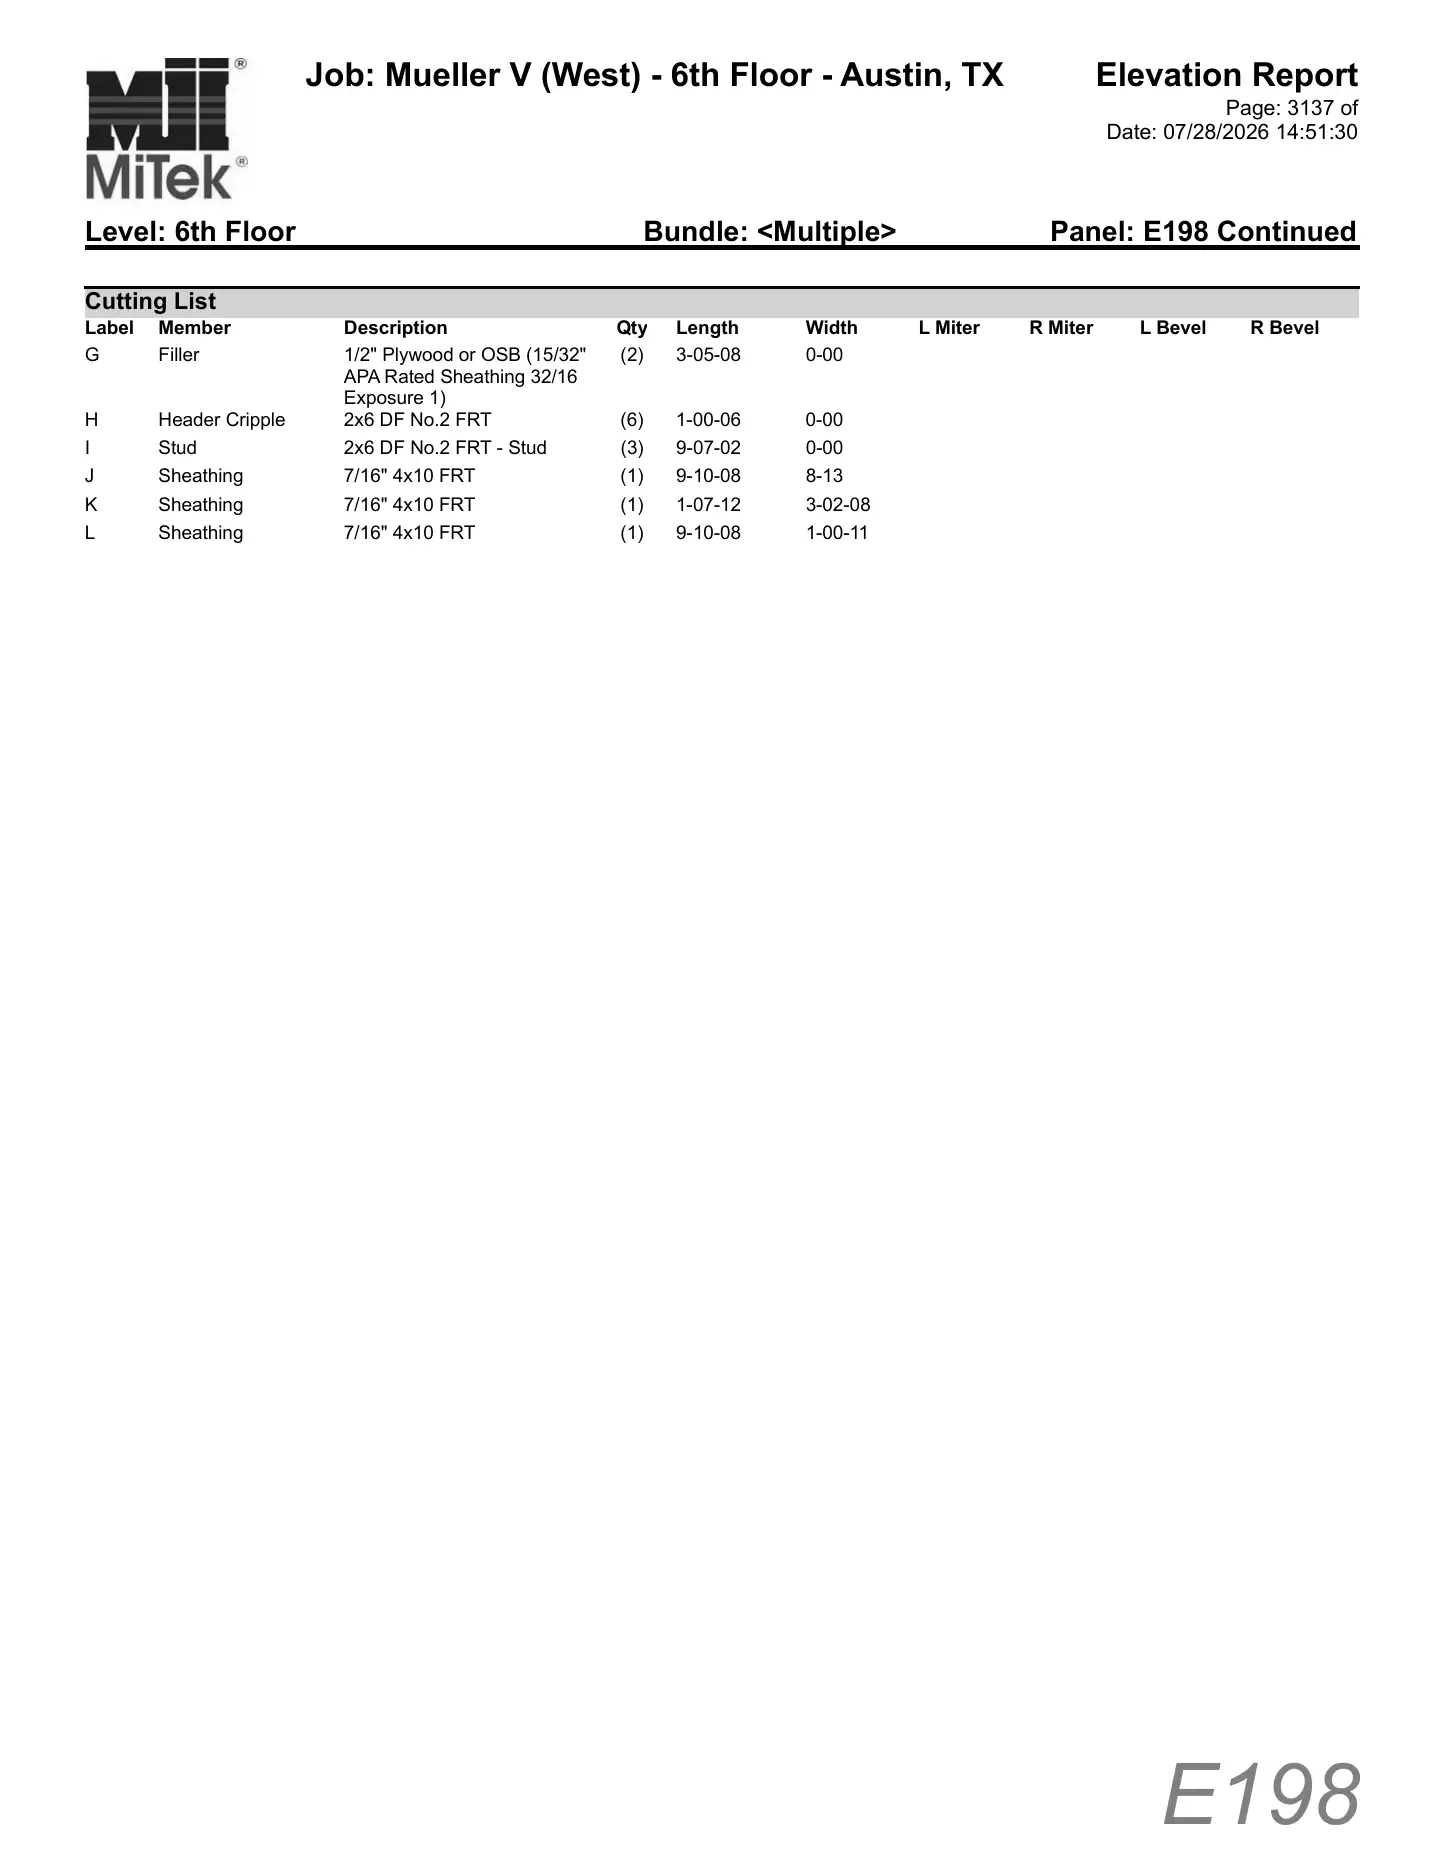 MiTek®
Job: Mueller V (West) - 6th Floor - Austin, TX
Elevation Report
Page: 3137 of
Date: 07/28/2026 14:51:30
Level: 6th Floor Bundle: <Multiple> Panel: E198 Continued
Cutting List
Label Member Description Qty Length Width L Miter R Miter L Bevel R Bevel
G Filler 1/2" Plywood or OSB (15/32" (2) 3-05-08 0-00
APA Rated Sheathing 32/16
Exposure 1)
H Header Cripple 2x6 DF No.2 FRT (6) 1-00-06 0-00
I Stud 2x6 DF No.2 FRT - Stud (3) 9-07-02 0-00
J Sheathing 7/16" 4x10 FRT (1) 9-10-08 8-13
K Sheathing 7/16" 4x10 FRT (1) 1-07-12 3-02-08
L Sheathing 7/16" 4x10 FRT (1) 9-10-08 1-00-11
E198